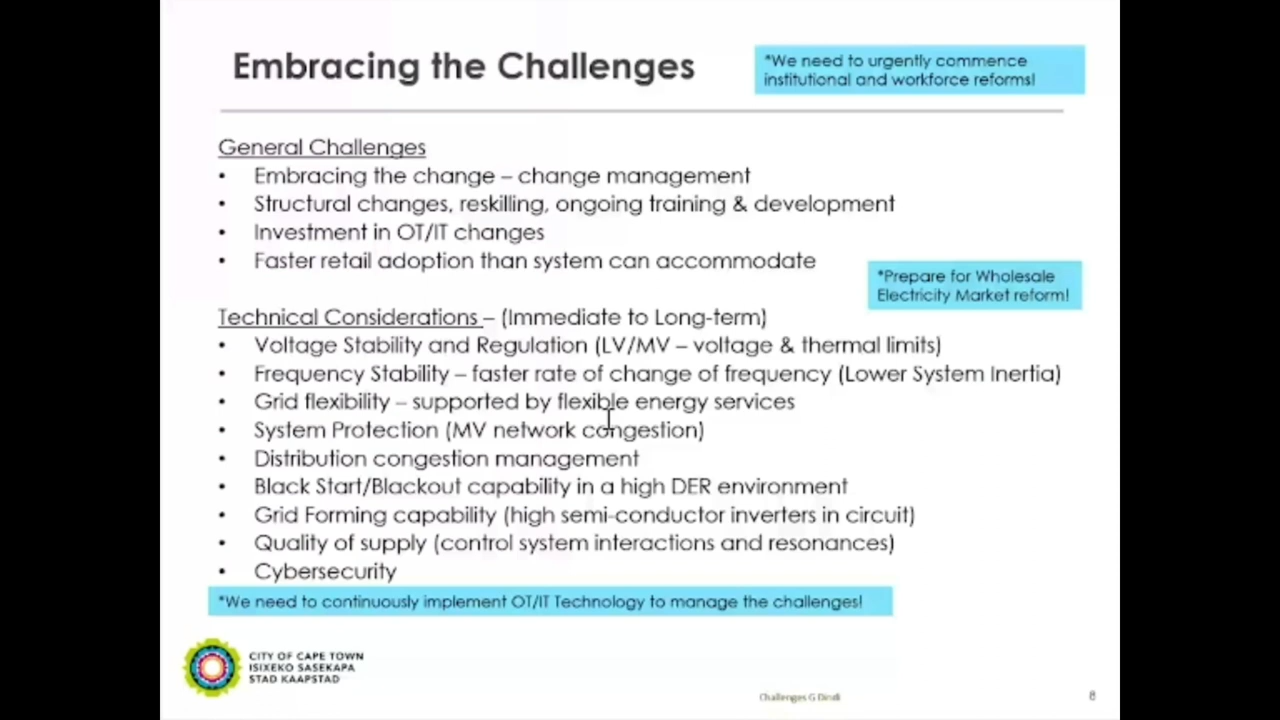 Embracing the Challenges
*We need to urgently commence
institutional and workforce reforms!
General Challenges
• Embracing the change – change management
• Structural changes, reskilling, ongoing training & development
• Investment in OT/IT changes
• Faster retail adoption than system can accommodate
*Prepare for Wholesale
Electricity Market reform!
Technical Considerations – (Immediate to Long-term)
• Voltage Stability and Regulation (LV/MV – voltage & thermal limits)
• Frequency Stability – faster rate of change of frequency (Lower System Inertia)
• Grid flexibility – supported by flexible energy services
• System Protection (MV network congestion)
• Distribution congestion management
• Black Start/Blackout capability in a high DER environment
• Grid Forming capability (high semi-conductor inverters in circuit)
• Quality of supply (control system interactions and resonances)
• Cybersecurity
*We need to continuously implement OT/IT Technology to manage the challenges!
CITY OF CAPE TOWN
ISIXEKO SASEKAPA
STAD KAAPSTAD
Challenges G
8